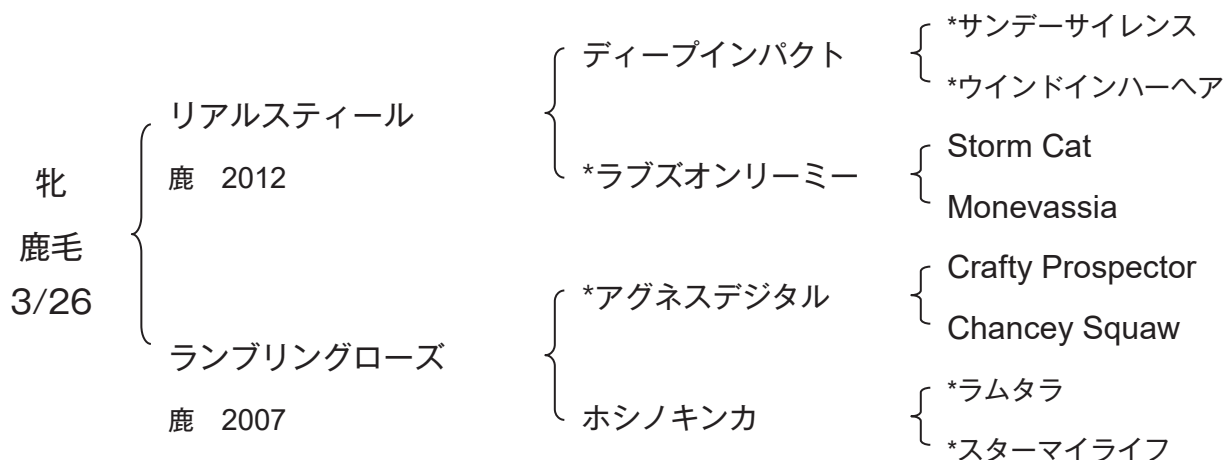 牝
鹿毛
3/26
リアルスティール
鹿 2012
ランブリングローズ
鹿 2007
ディープインパクト
*ラブズオンリーミー
*アグネスデジタル
ホシノキンカ
*サンデーサイレンス
*ウインドインハーヘア
Storm Cat
Monevassia
Crafty Prospector
Chancey Squaw
*ラムタラ
*スターマイライフ